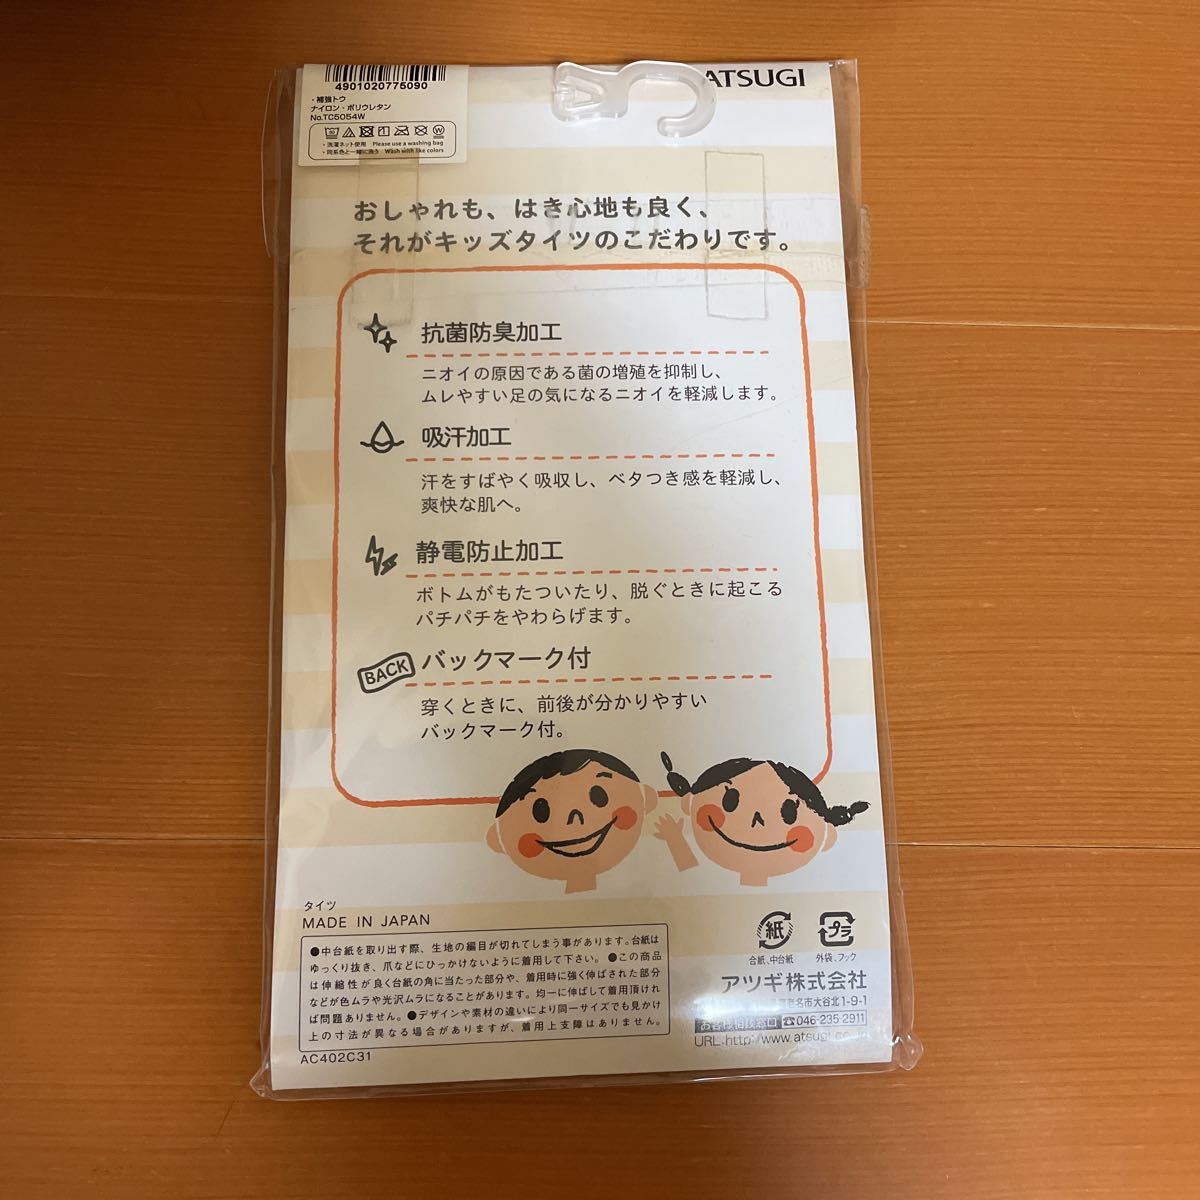 4901020775090
・補強トウ
ナイロン・ポリウレタン
No.TC5054W
・洗濯ネット使用 Please use a washing bag
・同系色と一緒に洗う Wash with like colors
ATSUGI
おしゃれも、はき心地も良く、
それがキッズタイツのこだわりです。
抗菌防臭加工
ニオイの原因である菌の増殖を抑制し、
ムレやすい足の気になるニオイを軽減します。
吸汗加工
汗をすばやく吸収し、ベタつき感を軽減し、
爽快な肌へ。
静電防止加工
ボトムがもたついたり、脱ぐときに起こる
パチパチをやわらげます。
BACK バックマーク付
穿くときに、前後が分かりやすい
バックマーク付。
タイツ
MADE IN JAPAN
●中台紙を取り出す際、生地の編目が切れてしまう事があります。台紙は
ゆっくり抜き、爪などにひっかけないように着用して下さい。●この商品
は伸縮性が良く台紙の角に当たった部分や、着用時に強く伸ばされた部分
などが色ムラや光沢ムラになることがあります。均一に伸ばして着用頂けれ
ば問題ありません。●デザインや素材の違いにより同一サイズでも見かけ
上の寸法が異なる場合がありますが、着用上支障はありません。
AC402C31
紙 プラ
台紙、中台紙 外袋、フック
アツギ株式会社
老名市大谷北1-9-1
お客様相談窓口 ☎046-235-2911
URL:http://www.atsugi.co.jp